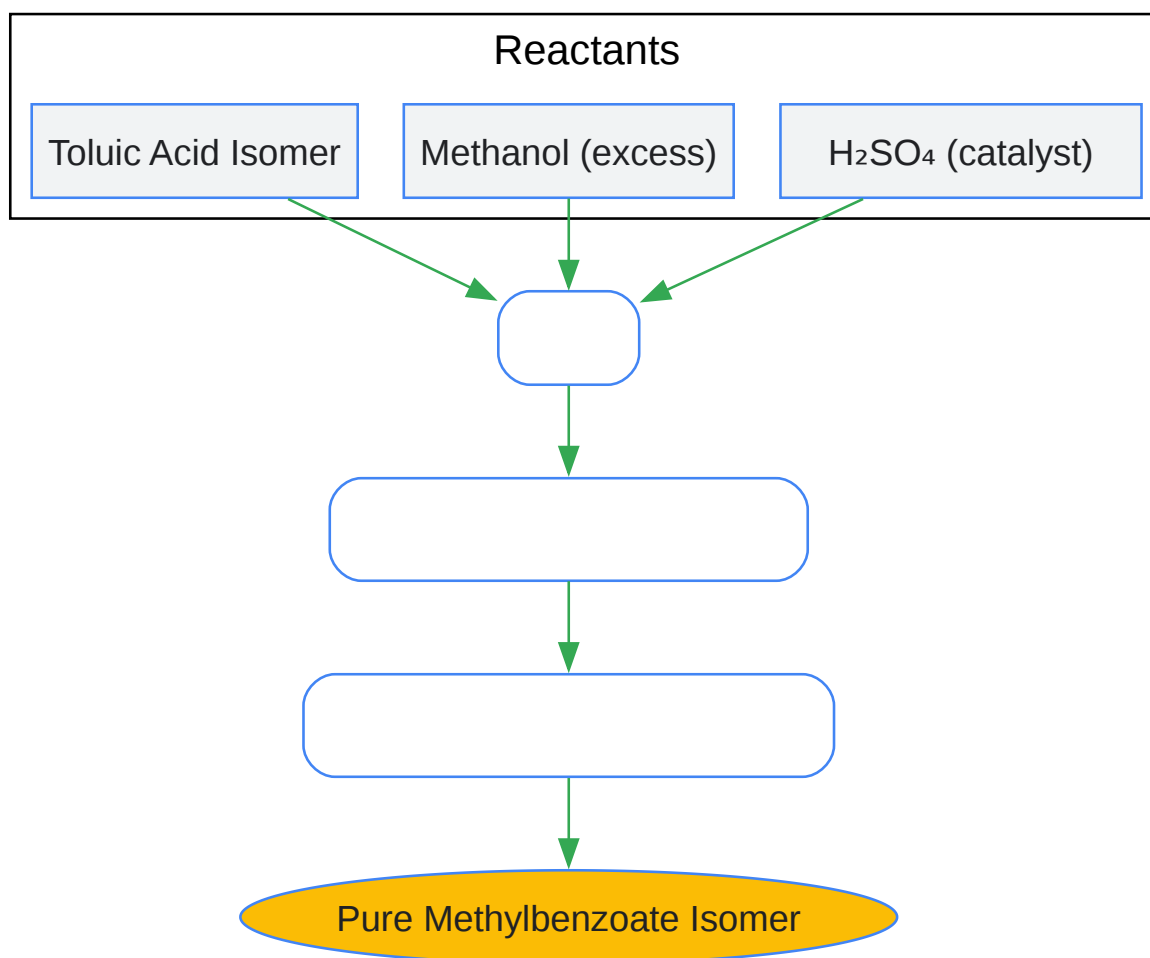 Reactants
Toluic Acid Isomer
Methanol (excess)
H₂SO₄ (catalyst)
Pure Methylbenzoate Isomer